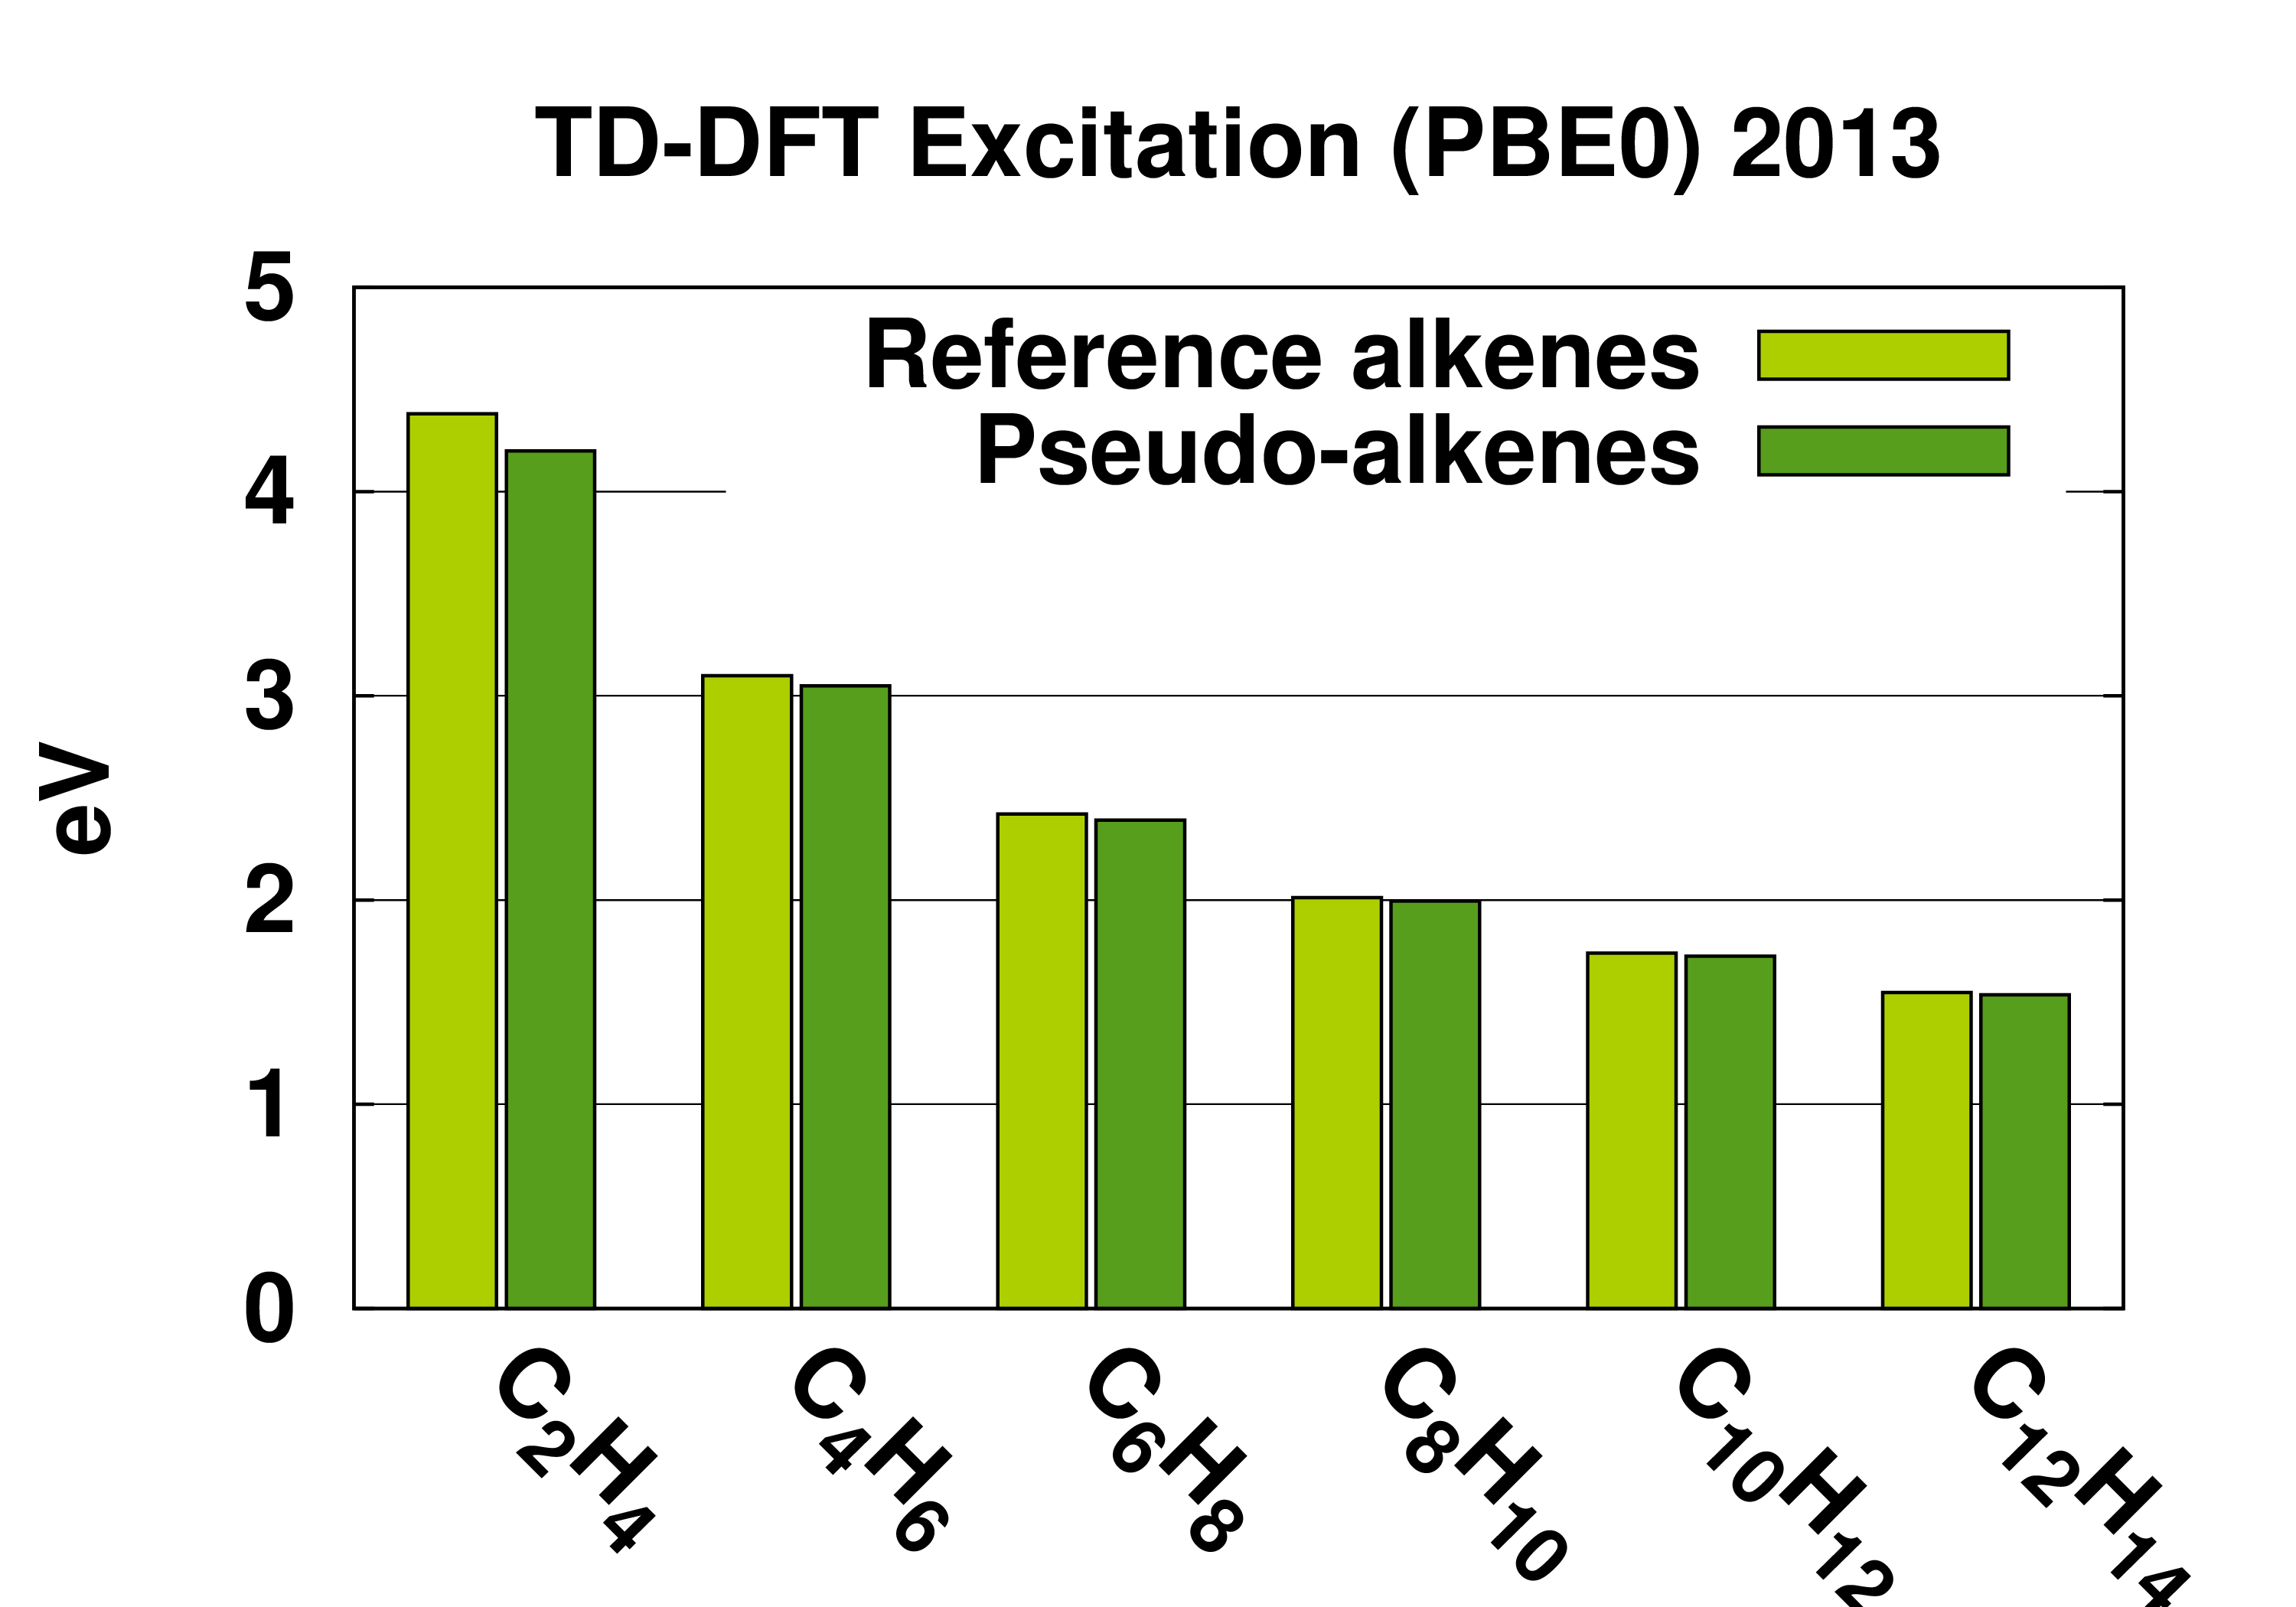 TD-DFT Excitation (PBE0) 2013
5
Reference alkenes
Pseudo-alkenes
4
3
eV
2
1
0
C2H4
C4H6
C6H8
C8H10
C10H12
C12H14